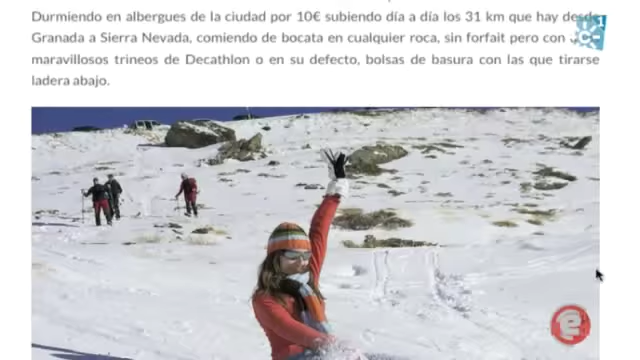 Durmiendo en albergues de la ciudad por 10€ subiendo día a día los 31 km que hay desde
Granada a Sierra Nevada, comiendo de bocata en cualquier roca, sin forfait pero con
maravillosos trineos de Decathlon o en su defecto, bolsas de basura con las que tirarse
ladera abajo.